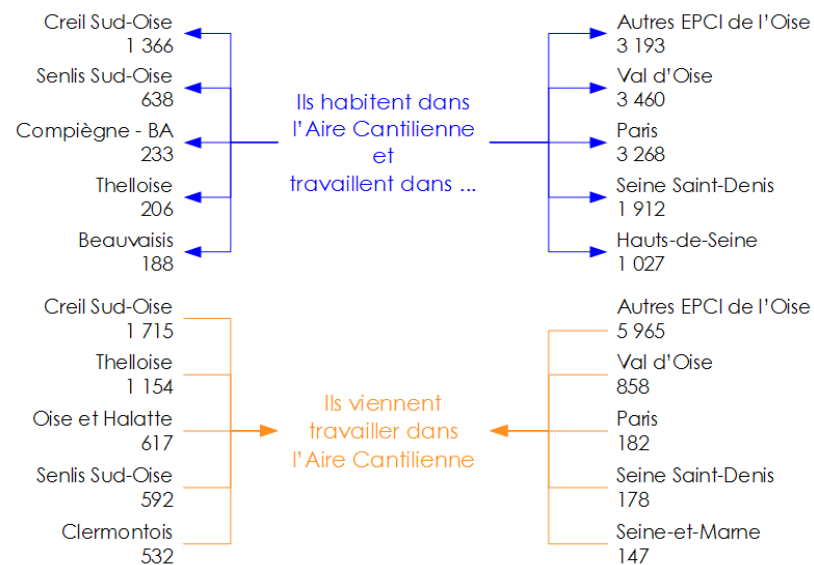 Creil Sud-Oise
1 366
Senlis Sud-Oise
638
Compiègne - BA
233
Thelloise
206
Beauvaisis
188
Ils habitent dans
l'Aire Cantilienne
et
travaillent dans ...
Autres EPCI de l'Oise
3 193
Val d'Oise
3 460
Paris
3 268
Seine Saint-Denis
1 912
Hauts-de-Seine
1 027
Creil Sud-Oise
1 715
Thelloise
1 154
Oise et Halatte
617
Senlis Sud-Oise
592
Clermontois
532
Ils viennent
travailler dans
l'Aire Cantilienne
Autres EPCI de l'Oise
5 965
Val d'Oise
858
Paris
182
Seine Saint-Denis
178
Seine-et-Marne
147